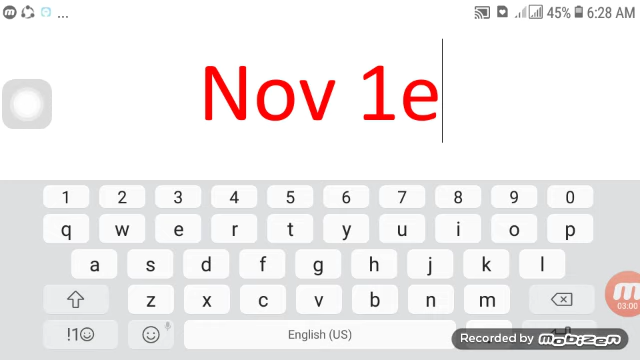 45% 6:28 AM
Nov 1e
1 2 3 4 5 6 7 8 9 0
q w e r t y u i o p
a s d f g h j k l
z x c v b n m
03:00
!1☺ English (US)
Recorded by mobizen